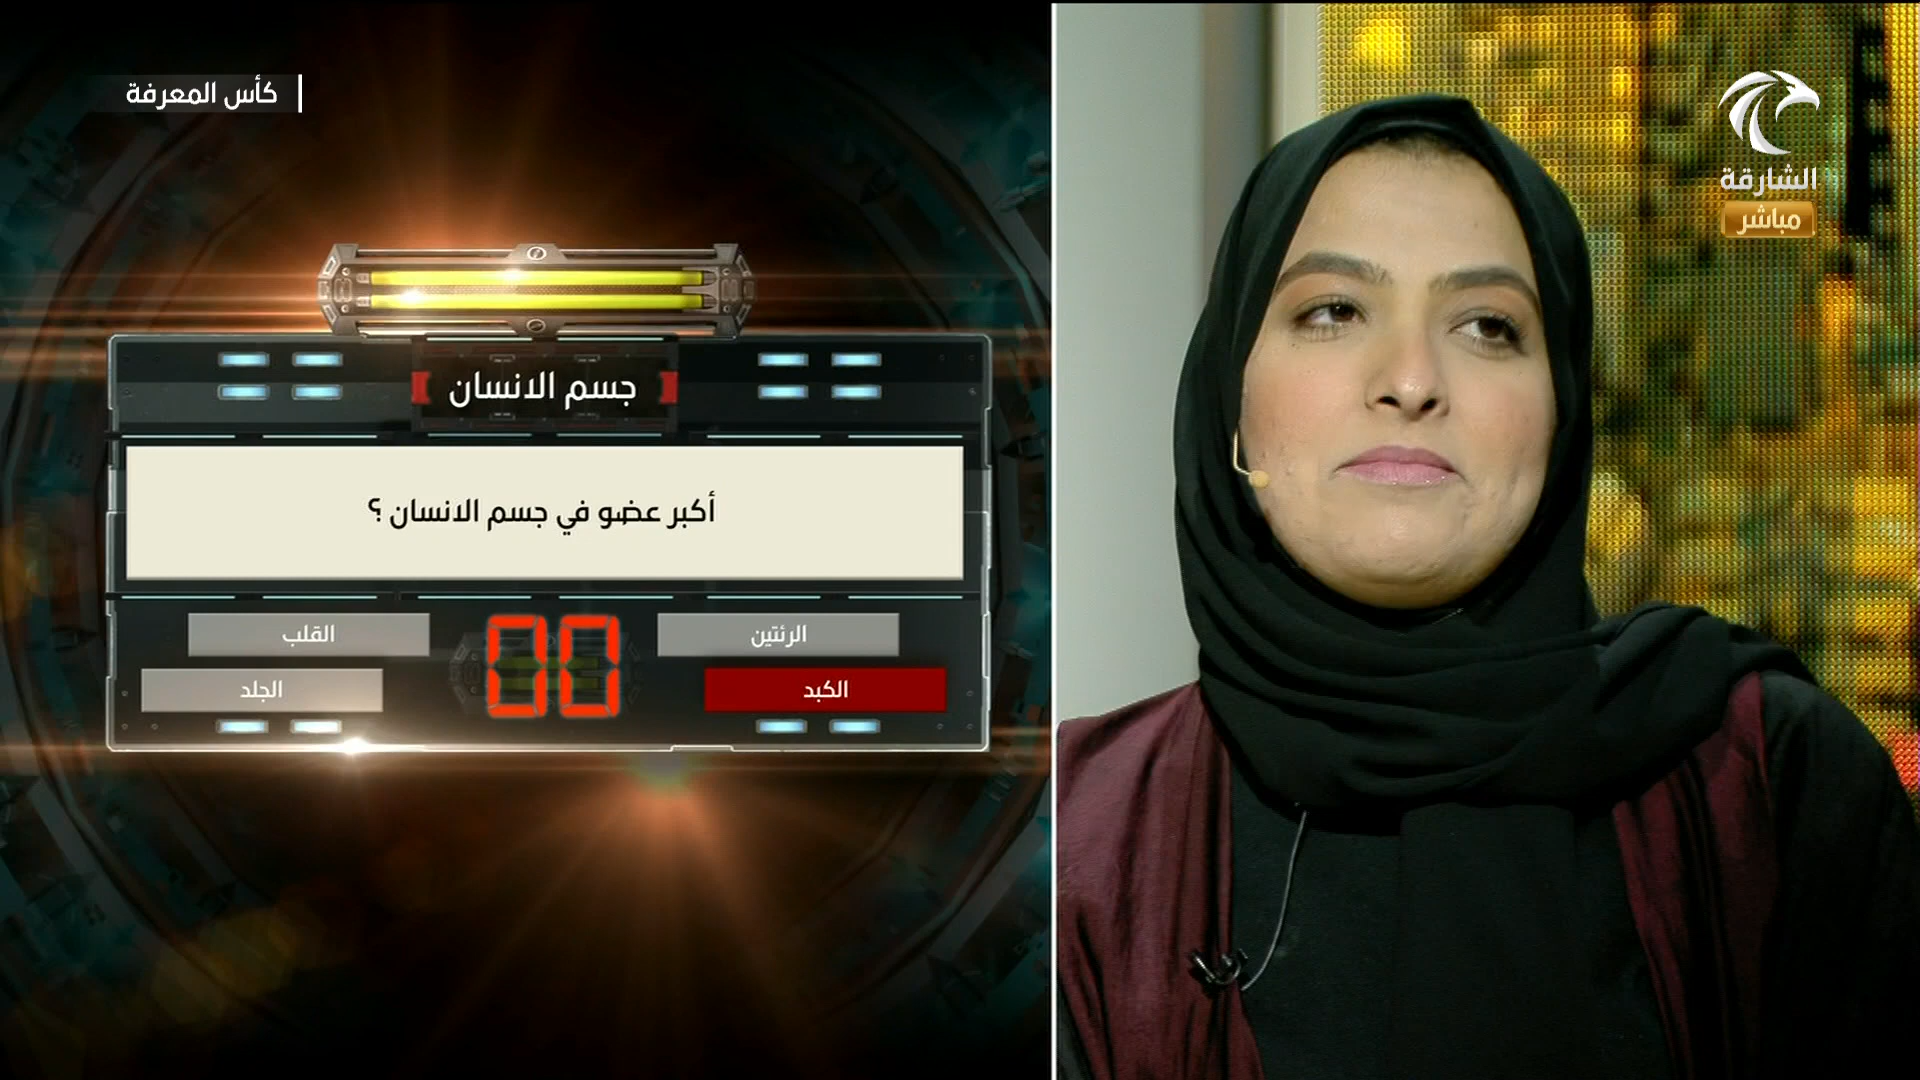 كأس المعرفة
الشارقة
مباشر
جسم الانسان
أكبر عضو في جسم الانسان ؟
الرئتين
القلب
00
الكبد
الجلد